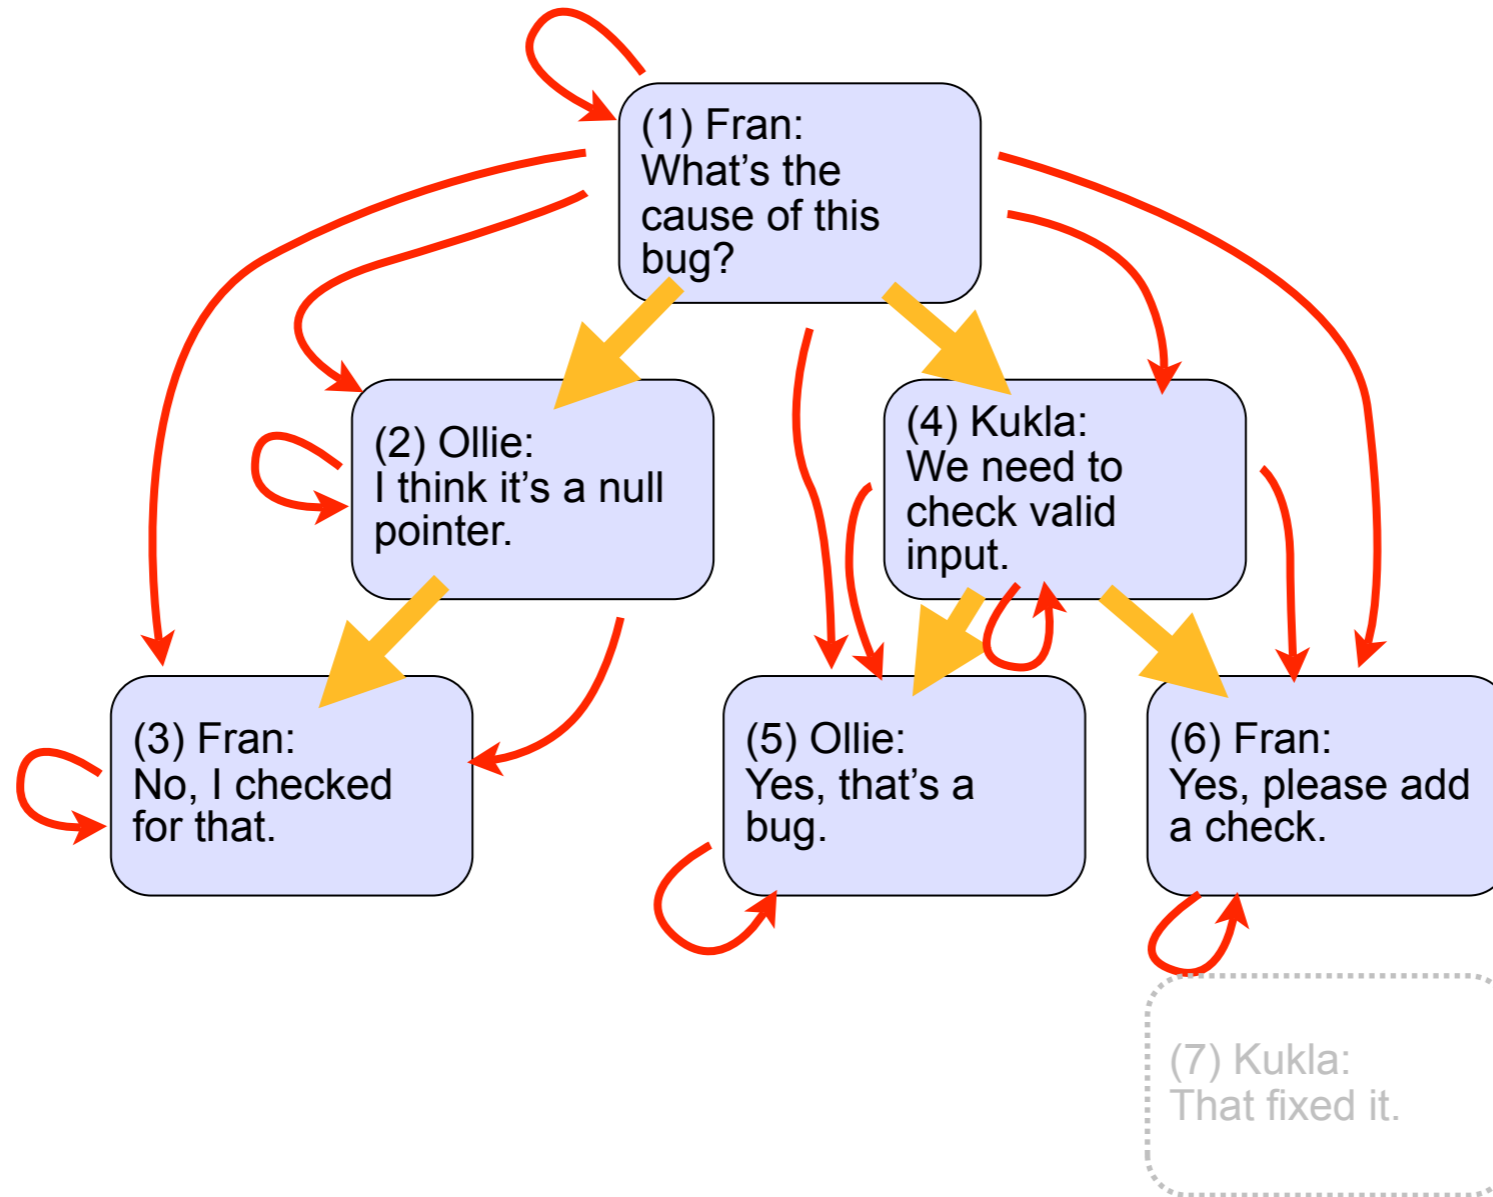 (1) Fran:
What’s the
cause of this
bug?
(2) Ollie:
I think it’s a null
pointer.
(4) Kukla:
We need to
check valid
input.
(3) Fran:
No, I checked
for that.
(5) Ollie:
Yes, that’s a
bug.
(6) Fran:
Yes, please add
a check.
(7) Kukla:
That fixed it.